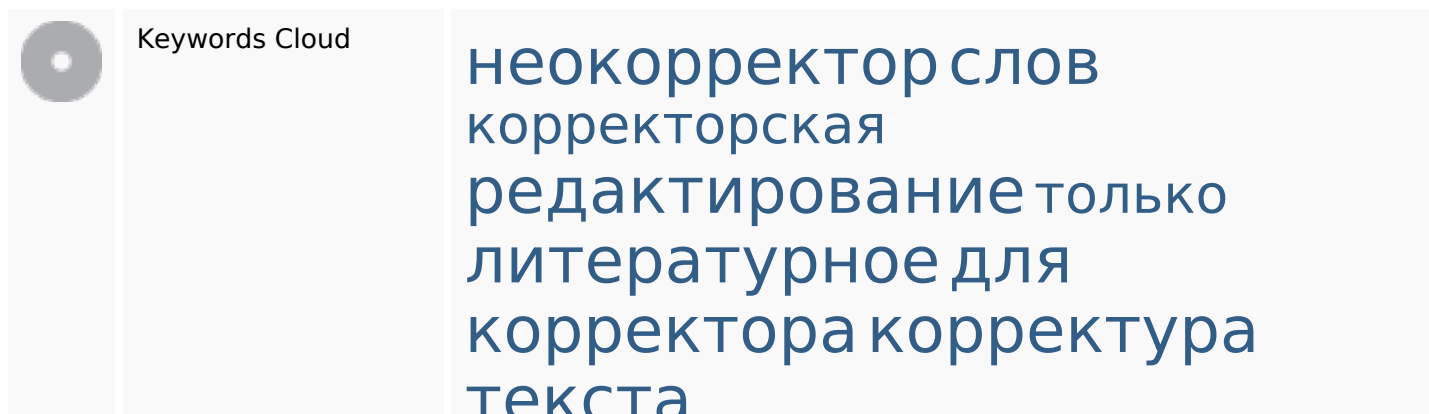 Keywords Cloud
неокорректор слов
корректорская
редактирование только
литературное для
корректора корректура
текста